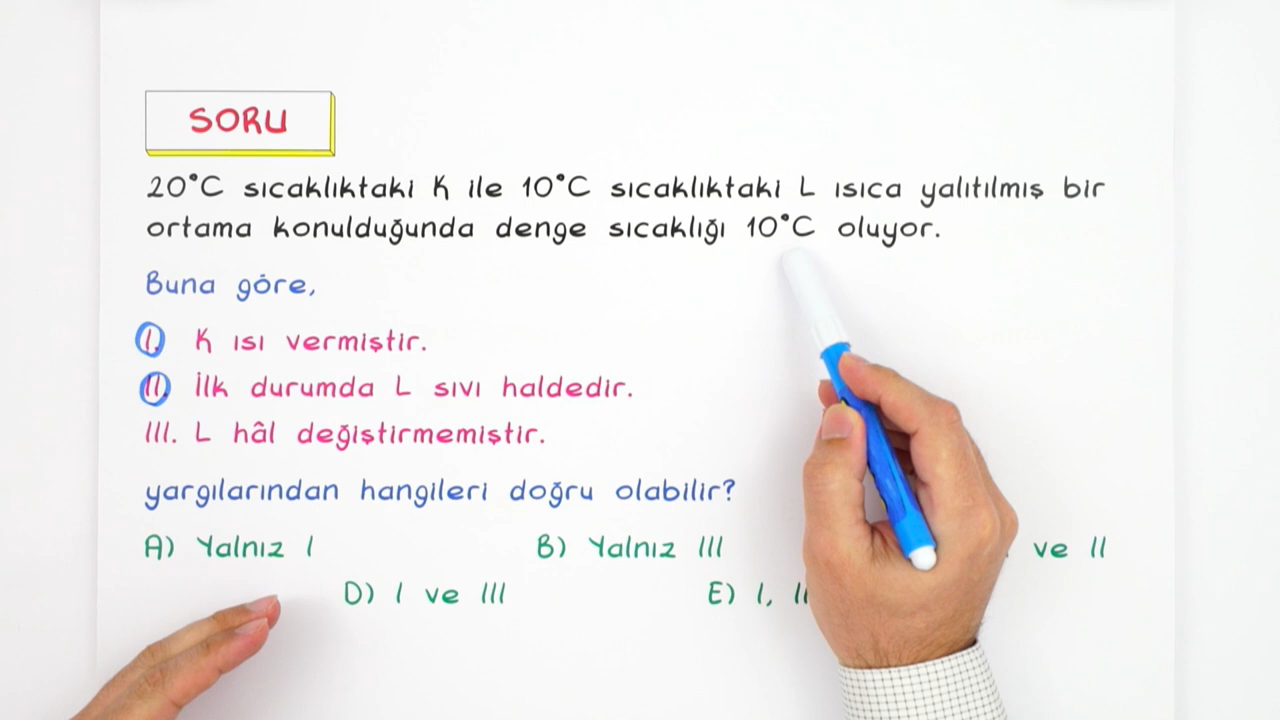 SORU
20°C sıcaklıktaki K ile 10°C sıcaklıktaki L ısıca yalıtılmış bir
ortama konulduğunda denge sıcaklığı 10°C oluyor.
Buna göre,
I. K ısı vermiştir.
II. İlk durumda L sıvı haldedir.
III. L hâl değiştirmemiştir.
yargılarından hangileri doğru olabilir?
A) Yalnız I B) Yalnız III ve II
D) I ve III E) I, II